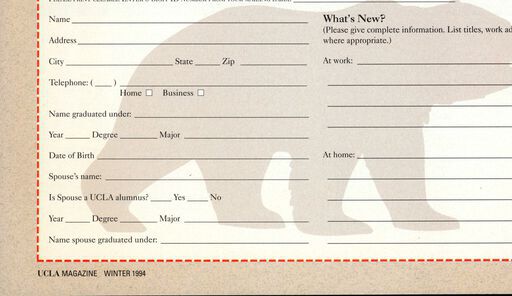 Name
Address
City State Zip
Telephone: ( )
Home Business
Name graduated under:
Year Degree Major
Date of Birth
Spouse's name:
Is Spouse a UCLA alumnus? Yes No
Year Degree Major
Name spouse graduated under:
What's New?
(Please give complete information. List titles, work ad
where appropriate.)
At work:
At home:
UCLA MAGAZINE WINTER 1994